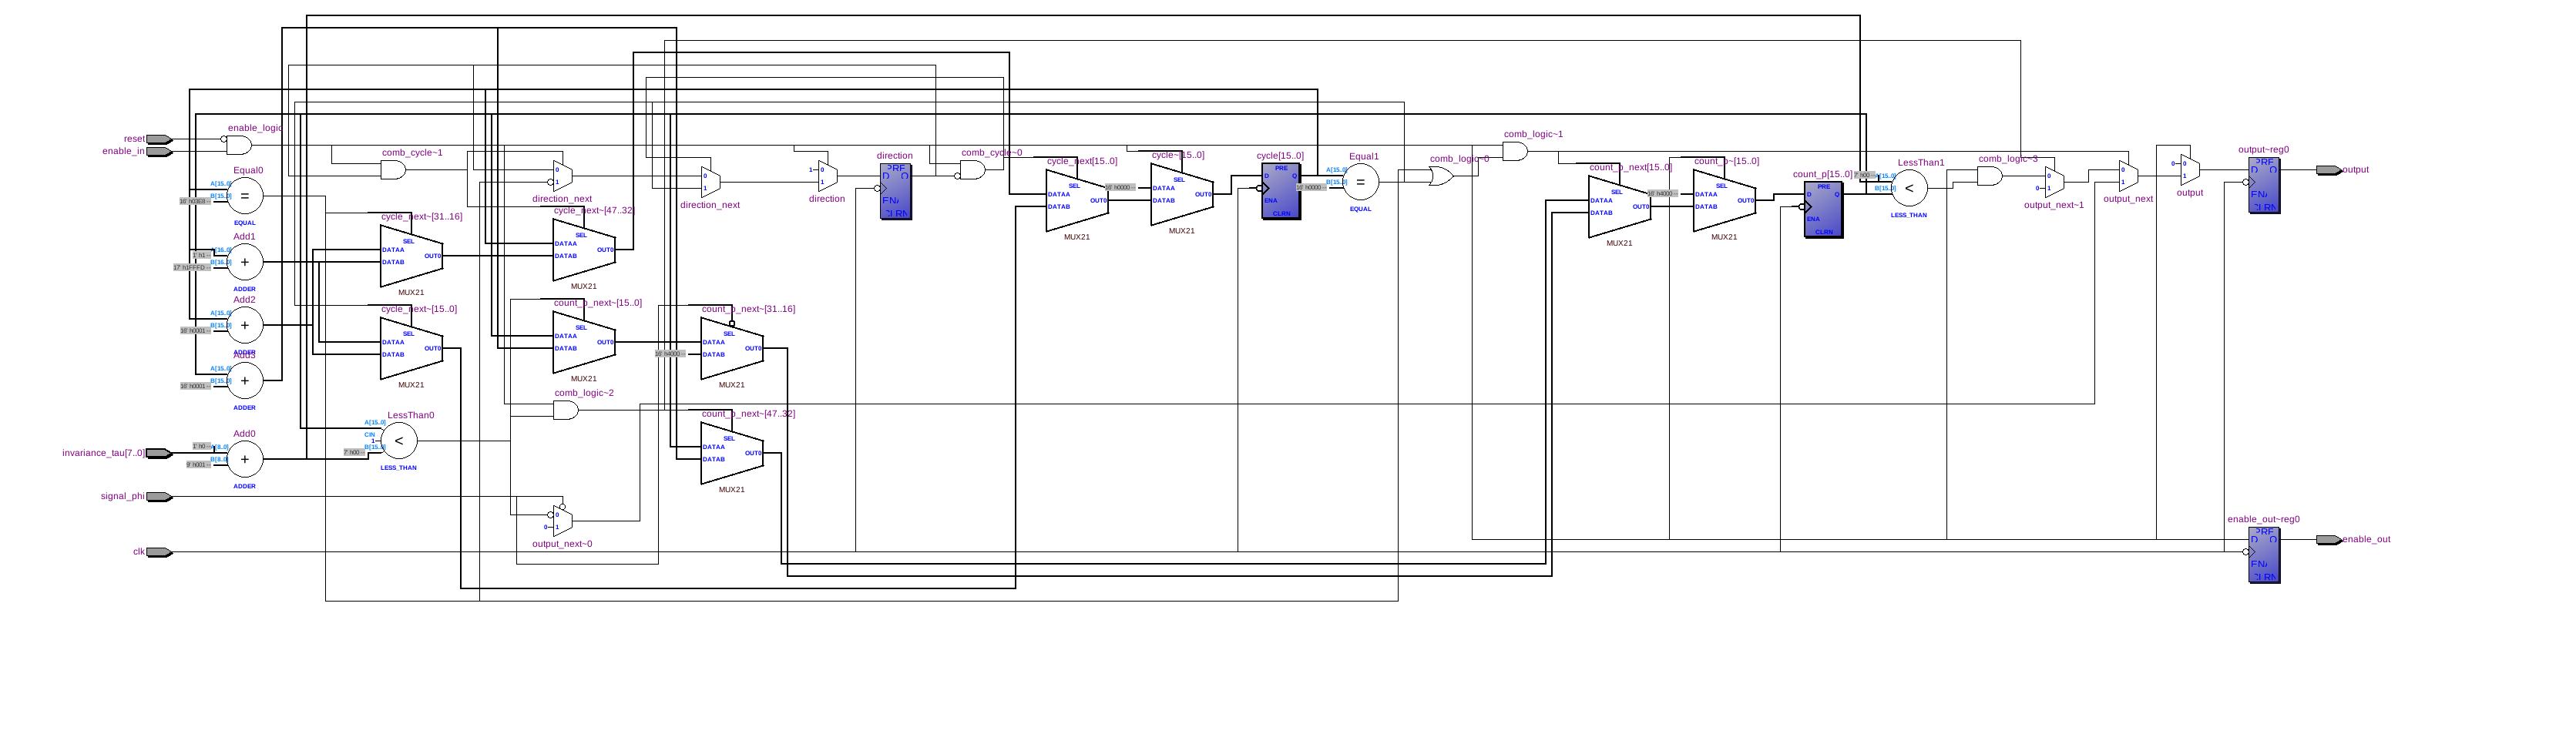 reset
enable_in
enable_logic
Equal0
A[15..0]
B[15..0]
=
EQUAL
Add1
A[16..0]
1' h1--
B[16..0]
17' h1FFFD--
+
ADDER
Add2
A[15..0]
B[15..0]
16' h0001--
+
ADDER
Add3
A[15..0]
B[15..0]
16' h0001--
+
ADDER
Add0
1' h0--
B[8..0]
9' h001--
+
ADDER
invariance_tau[7..0]
signal_phi
clk
comb_cycle~1
cycle_next~[31..16]
SEL
DATAA
DATAB
OUT0
MUX21
cycle_next~[15..0]
SEL
DATAA
DATAB
OUT0
MUX21
LessThan0
A[15..0]
CIN
1
B[15..0]
7' h00--
<
LESS_THAN
0
1
direction_next
cycle_next~[47..32]
SEL
DATAA
DATAB
OUT0
MUX21
count_p_next~[15..0]
SEL
DATAA
DATAB
OUT0
MUX21
comb_logic~2
0
0
1
output_next~0
0
1
direction_next
count_p_next~[31..16]
SEL
DATAA
16' h4000--
DATAB
OUT0
MUX21
count_p_next~[47..32]
SEL
DATAA
DATAB
OUT0
MUX21
1
0
1
direction
direction
PRE
D Q
ENA
CLRN
comb_cycle~0
cycle_next[15..0]
SEL
DATAA
DATAB
OUT0
MUX21
cycle~[15..0]
SEL
16' h0000--
DATAA
DATAB
OUT0
MUX21
cycle[15..0]
PRE
D Q
ENA
CLRN
Equal1
A[15..0]
16' h0000--
B[15..0]
=
EQUAL
comb_logic~0
comb_logic~1
count_p_next[15..0]
SEL
DATAA
DATAB
OUT0
MUX21
count_p~[15..0]
SEL
16' h4000--
DATAA
DATAB
OUT0
MUX21
count_p[15..0]
PRE
D Q
ENA
CLRN
LessThan1
7' h00--
A[15..0]
B[15..0]
<
LESS_THAN
comb_logic~3
0
0
1
output_next~1
0
1
output_next
0
0
1
output
output~reg0
PRE
D Q
ENA
CLRN
output
enable_out~reg0
PRE
D Q
ENA
CLRN
enable_out